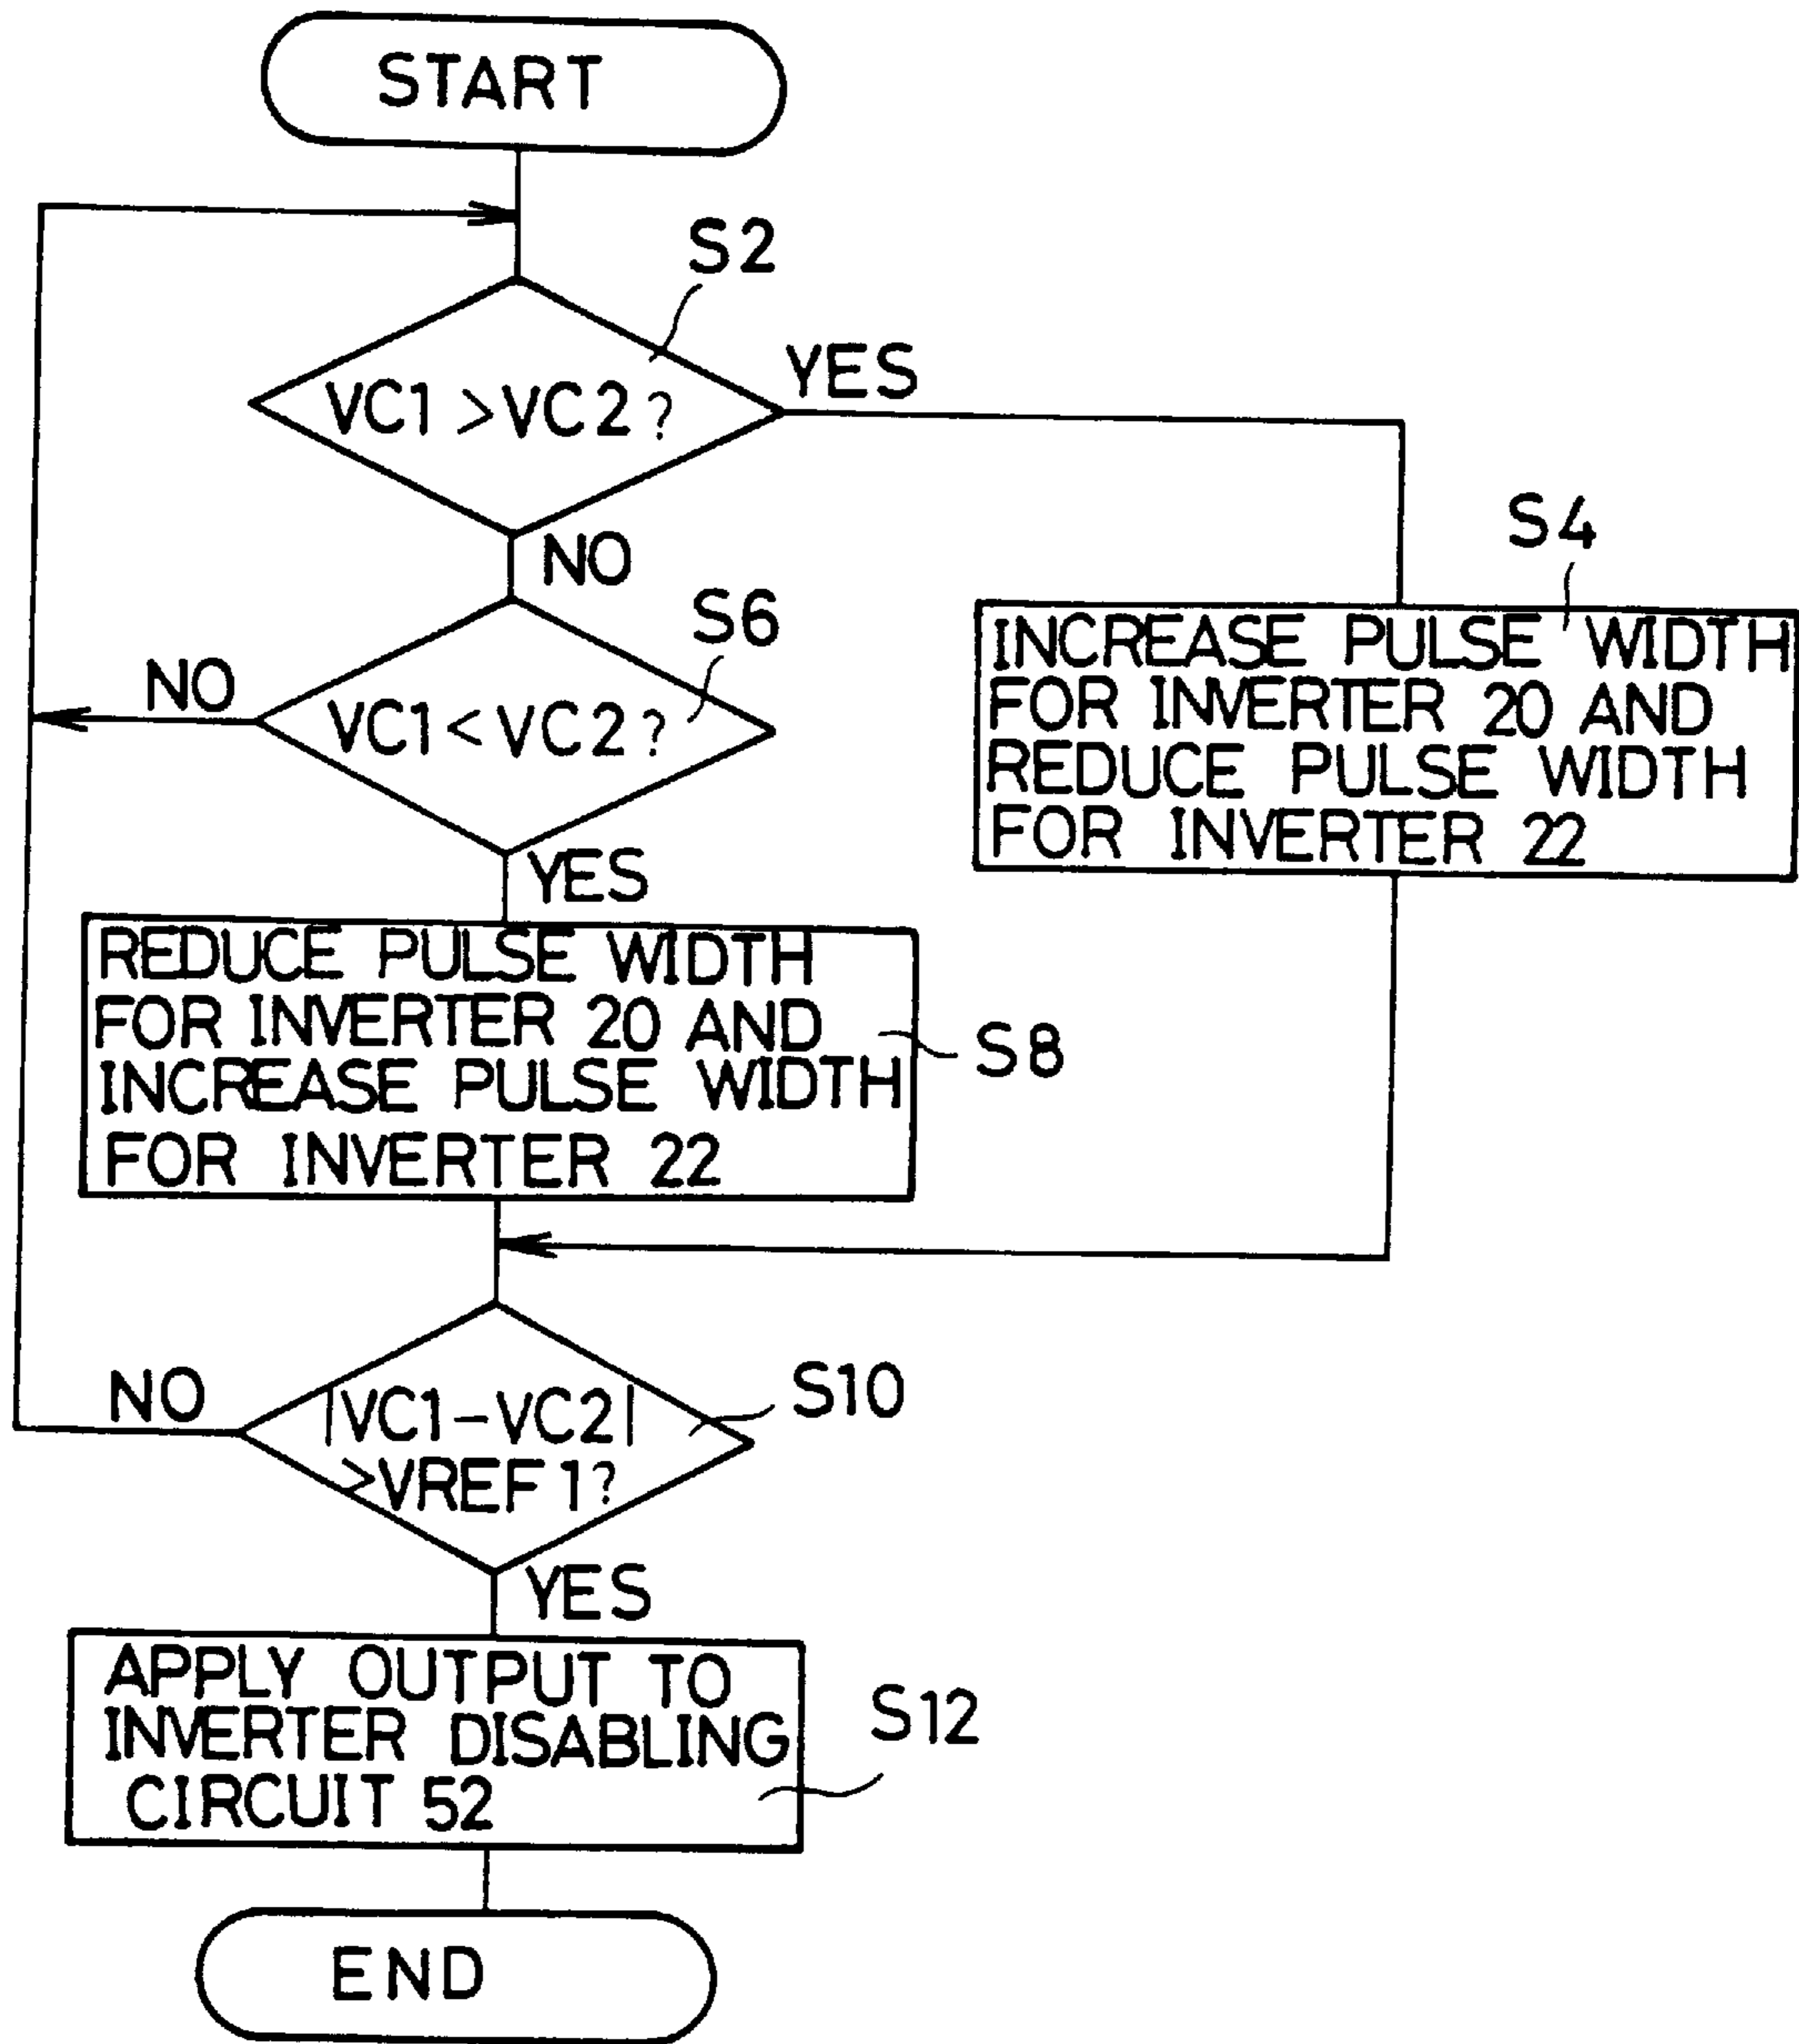 START
S2
VC1 > VC2 ?
YES
NO
S4
INCREASE PULSE WIDTH
FOR INVERTER 20 AND
REDUCE PULSE WIDTH
FOR INVERTER 22
S6
NO
VC1 < VC2 ?
YES
REDUCE PULSE WIDTH
FOR INVERTER 20 AND
INCREASE PULSE WIDTH
FOR INVERTER 22
S8
NO
|VC1-VC2|
>VREF1?
S10
YES
APPLY OUTPUT TO
INVERTER DISABLING
CIRCUIT 52
S12
END